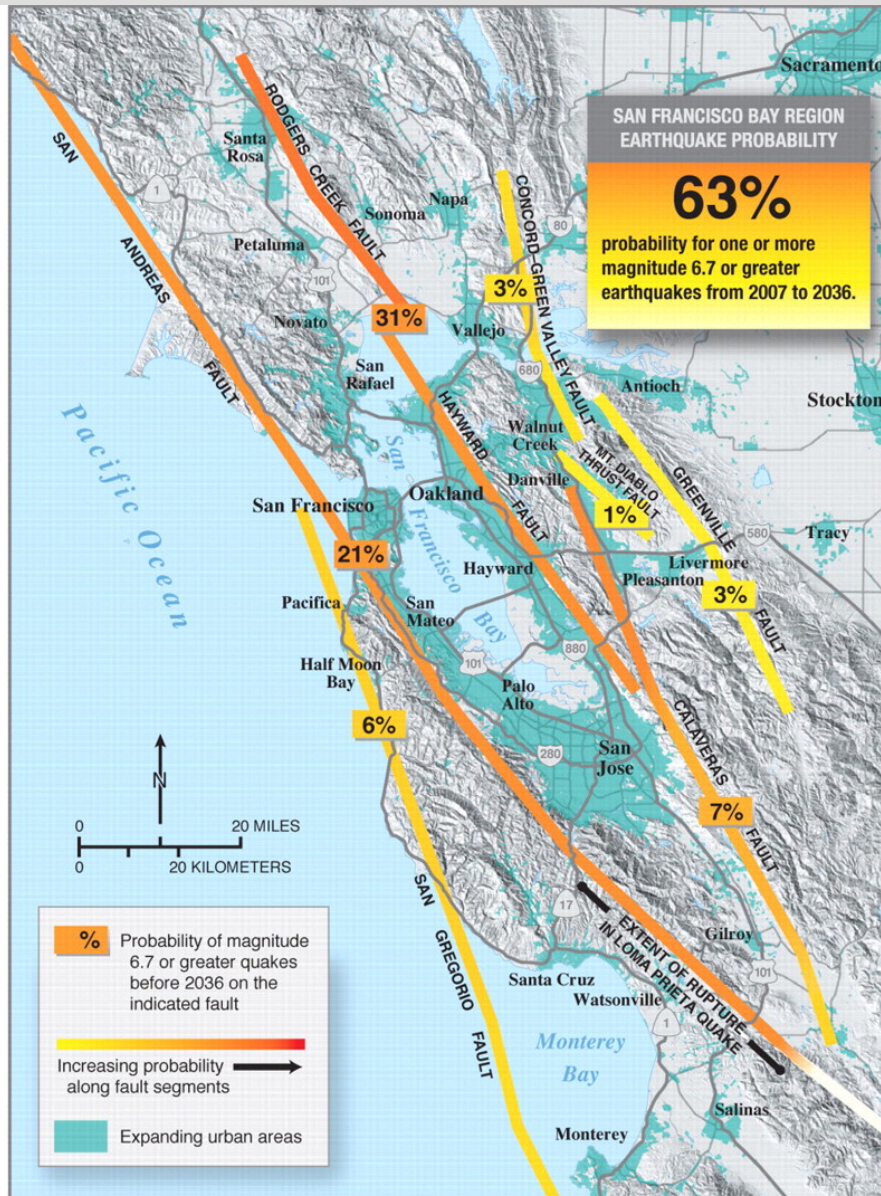 Sacramento
SAN FRANCISCO BAY REGION
EARTHQUAKE PROBABILITY
63%
probability for one or more
magnitude 6.7 or greater
earthquakes from 2007 to 2036.
SAN ANDREAS FAULT
RODGERS CREEK FAULT
CONCORD–GREEN VALLEY FAULT
1
Santa
Rosa
Napa
Sonoma
80
Petaluma
101
3%
31%
Novato
Vallejo
San
Rafael
680
Antioch
Stockton
HAYWARD FAULT
Walnut
Creek
MT. DIABLO
THRUST FAULT
GREENVILLE FAULT
Danville
Pacific Ocean
San Francisco Bay
San Francisco
Oakland
1%
580
Tracy
21%
Hayward
Livermore
Pleasanton
3%
Pacifica
San
Mateo
880
Half Moon
Bay
101
Palo
Alto
CALAVERAS FAULT
6%
280
San
Jose
N
7%
0
20 MILES
0
20 KILOMETERS
SAN GREGORIO FAULT
17
EXTENT OF RUPTURE
IN LOMA PRIETA QUAKE
Gilroy
101
Santa Cruz
Watsonville
1
Monterey
Bay
Salinas
Monterey
%
Probability of magnitude
6.7 or greater quakes
before 2036 on the
indicated fault
Increasing probability
along fault segments
Expanding urban areas